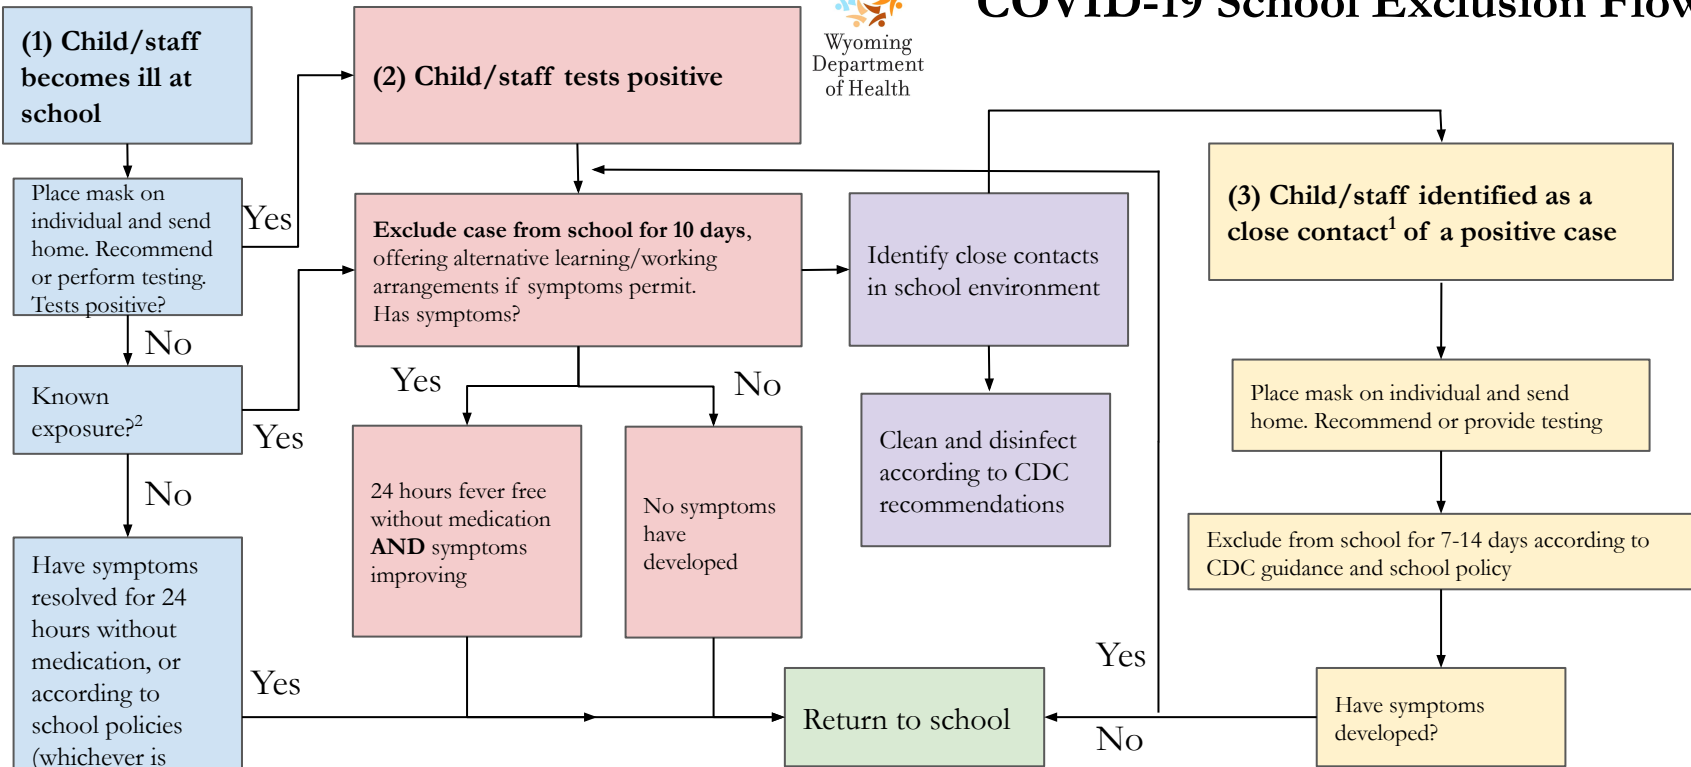 COVID-19 School Exclusion Flow
Wyoming
Department
of Health
(1) Child/staff
becomes ill at
school
Place mask on
individual and send
home. Recommend
or perform testing.
Tests positive?
Yes
No
Known
exposure?2
Yes
No
Have symptoms
resolved for 24
hours without
medication, or
according to
school policies
(whichever is
Yes
(2) Child/staff tests positive
Exclude case from school for 10 days,
offering alternative learning/working
arrangements if symptoms permit.
Has symptoms?
Yes
No
24 hours fever free
without medication
AND symptoms
improving
No symptoms
have
developed
Identify close contacts
in school environment
Clean and disinfect
according to CDC
recommendations
Return to school
(3) Child/staff identified as a
close contact1 of a positive case
Place mask on individual and send
home. Recommend or provide testing
Exclude from school for 7-14 days according to
CDC guidance and school policy
Have symptoms
developed?
Yes
No